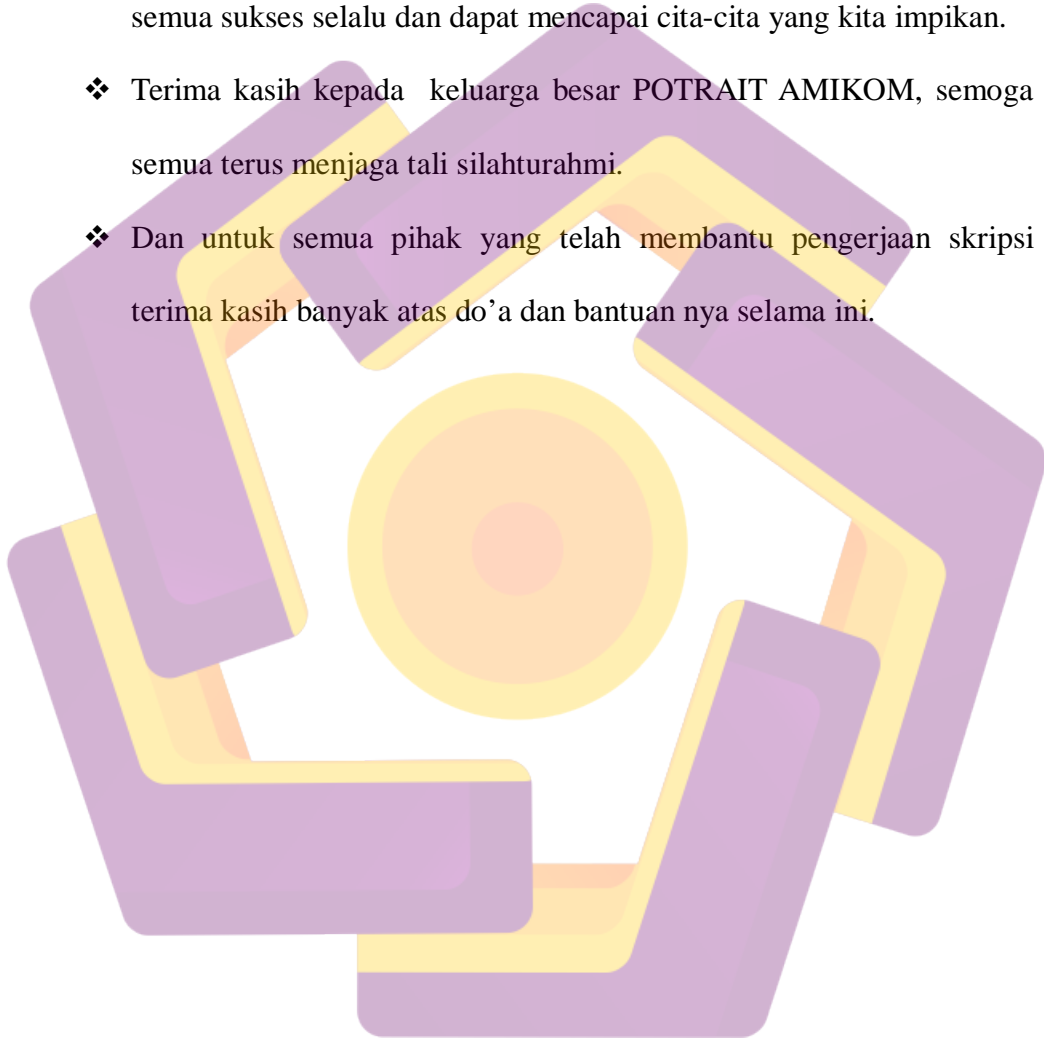 semua sukses selalu dan dapat mencapai cita-cita yang kita impikan.
❖ Terima kasih kepada keluarga besar POTRAIT AMIKOM, semoga
semua terus menjaga tali silahturahmi.
❖ Dan untuk semua pihak yang telah membantu pengerjaan skripsi
terima kasih banyak atas do’a dan bantuan nya selama ini.